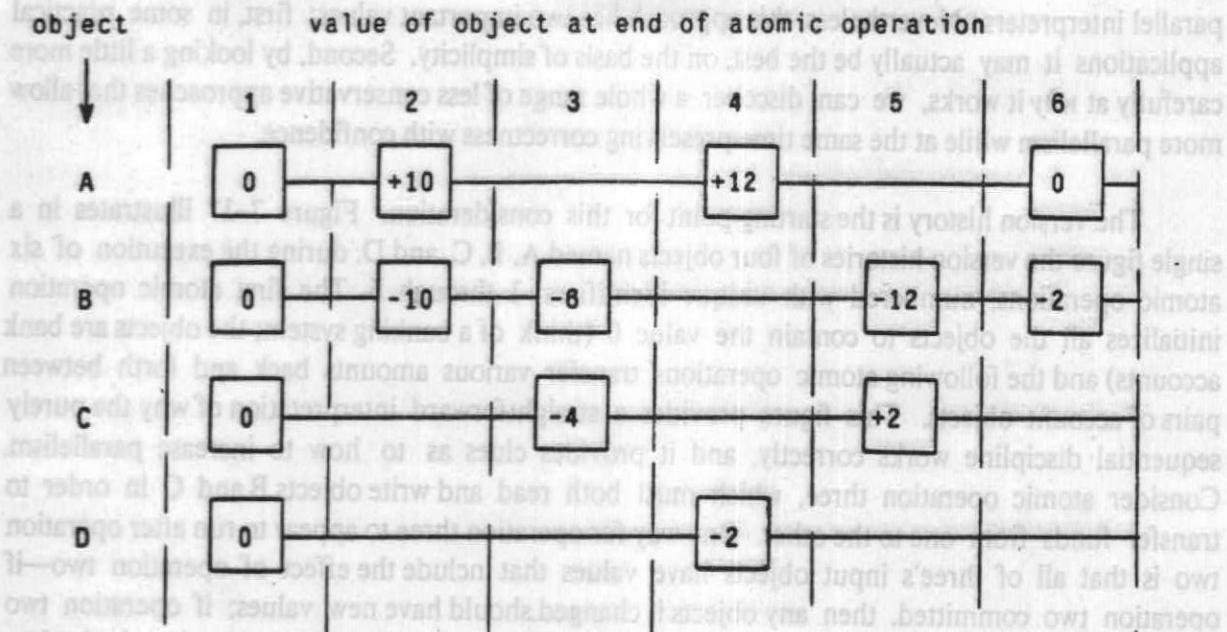 object value of object at end of atomic operation
1 2 3 4 5 6
A 0 +10 +12 0
B 0 -10 -6 -12 -2
C 0 -4 +2
D 0 -2